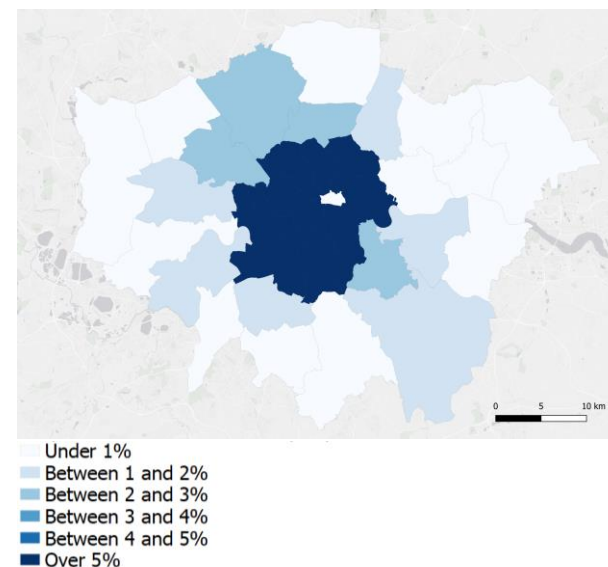 0 5 10 km
Under 1%
Between 1 and 2%
Between 2 and 3%
Between 3 and 4%
Between 4 and 5%
Over 5%